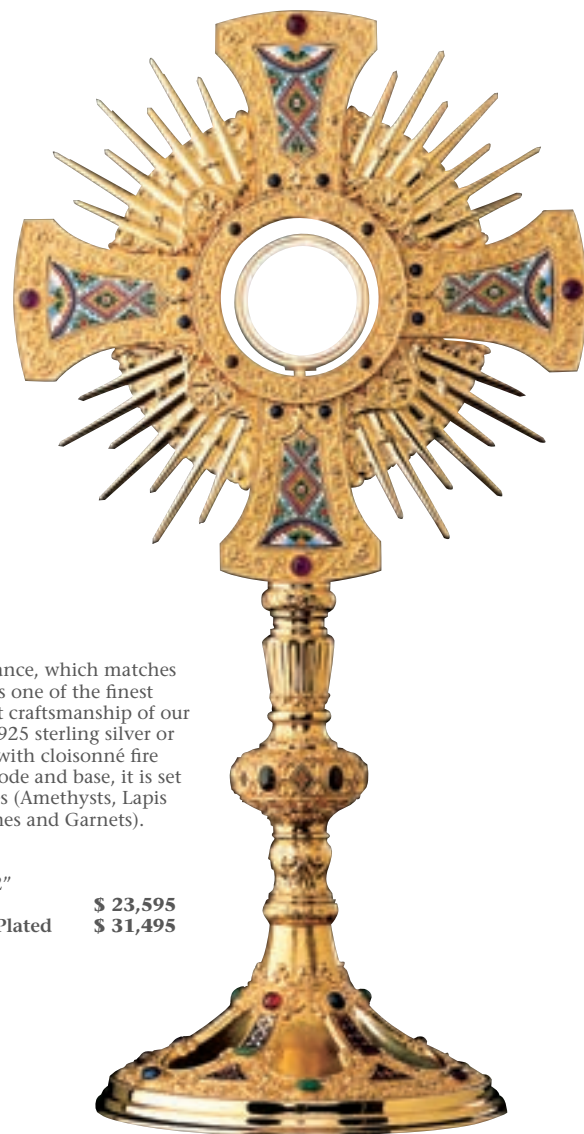 ance, which matches
s one of the finest
t craftsmanship of our
925 sterling silver or
with cloisonné fire
ode and base, it is set
s (Amethysts, Lapis
nes and Garnets).
2"
$ 23,595
Plated $ 31,495